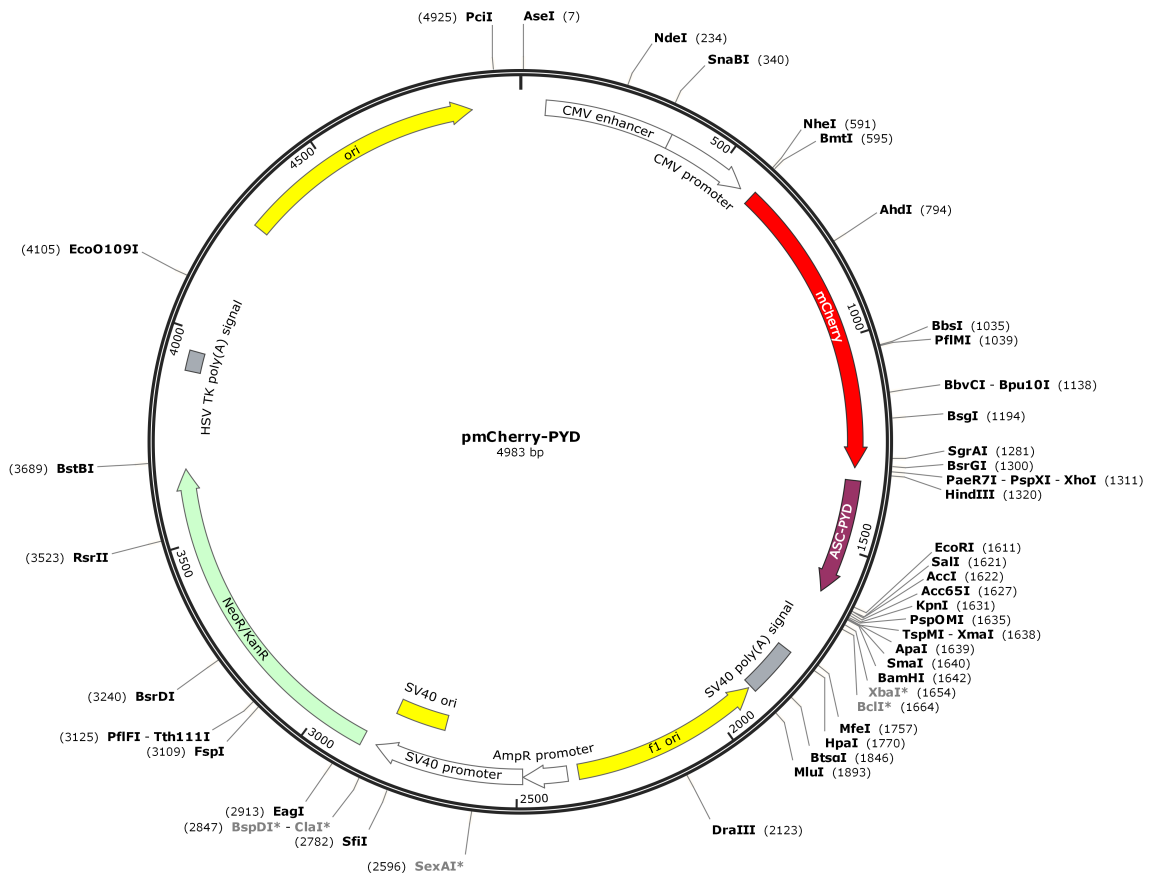 (4925) PciI
AseI (7)
NdeI (234)
SnaBI (340)
NheI (591)
BmtI (595)
AhdI (794)
BbsI (1035)
PflMI (1039)
BbvCI - Bpu10I (1138)
BsgI (1194)
SgrAI (1281)
BsrGI (1300)
PaeR7I - PspXI - XhoI (1311)
HindIII (1320)
EcoRI (1611)
SalI (1621)
AccI (1622)
Acc65I (1627)
KpnI (1631)
PspOMI (1635)
TspMI - XmaI (1638)
ApaI (1639)
SmaI (1640)
BamHI (1642)
XbaI* (1654)
BclI* (1664)
MfeI (1757)
HpaI (1770)
BtsαI (1846)
MluI (1893)
DraIII (2123)
(2596) SexAI*
(2782) SfiI
(2847) BspDI* - ClaI*
(2913) EagI
(3109) FspI
(3125) PflFI - Tth111I
(3240) BsrDI
(3523) RsrII
(3689) BstBI
(4105) EcoO109I
500
1000
1500
2000
2500
3000
3500
4000
4500
CMV enhancer
CMV promoter
mCherry
ASC-PYD
SV40 poly(A) signal
f1 ori
AmpR promoter
SV40 promoter
SV40 ori
NeoR/KanR
HSV TK poly(A) signal
ori
pmCherry-PYD
4983 bp